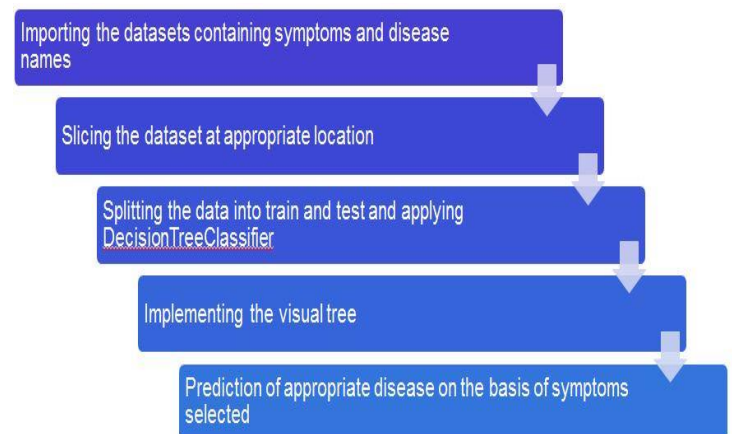 Importing the datasets containing symptoms and disease
names
Slicing the dataset at appropriate location
Splitting the data into train and test and applying
DecisionTreeClassifier
Implementing the visual tree
Prediction of appropriate disease on the basis of symptoms
selected